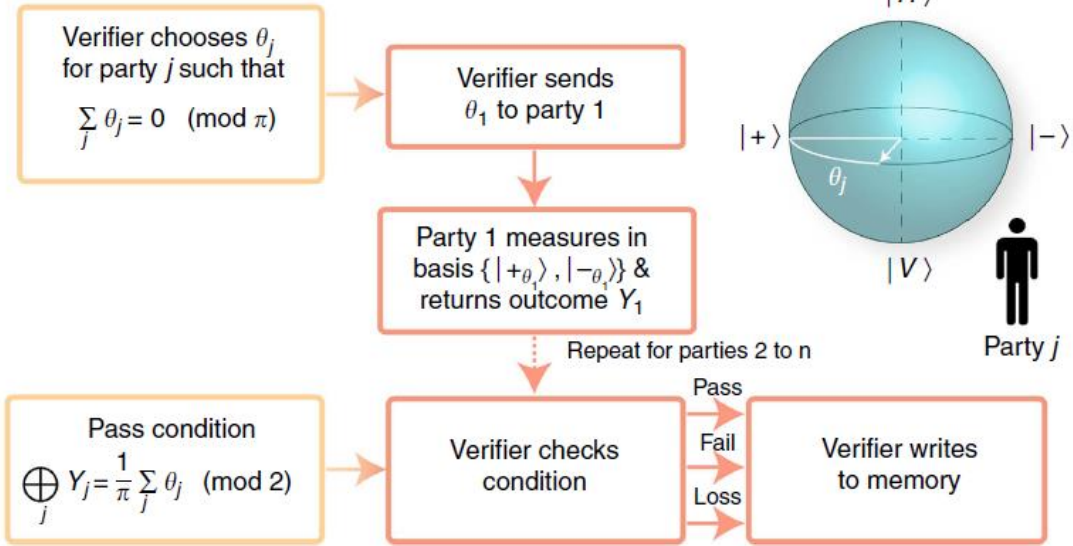 Verifier chooses θⱼ
for party j such that
∑ⱼ θⱼ = 0 (mod π)
Verifier sends
θ₁ to party 1
|+⟩
|−⟩
θⱼ
|V⟩
Party j
Party 1 measures in
basis {|+θ₁⟩, |−θ₁⟩} &
returns outcome Y₁
Repeat for parties 2 to n
Pass condition
⨁ⱼ Yⱼ = 1/π ∑ⱼ θⱼ (mod 2)
Verifier checks
condition
Pass
Fail
Loss
Verifier writes
to memory